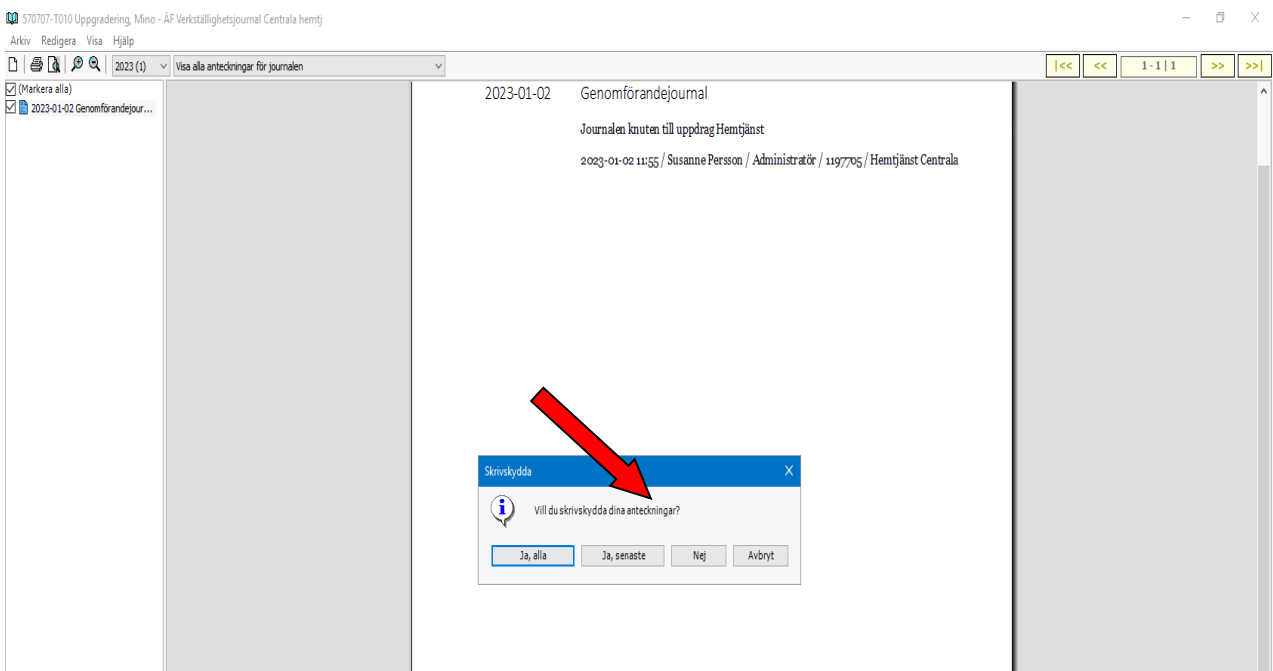 570707-T010 Uppgradering, Mino - ÄF Verkställighetsjournal Centrala hemtj
Arkiv Redigera Visa Hjälp
2023 (1) Visa alla anteckningar för journalen |<< << 1 - 1 | 1 >> >>|
(Markera alla)
2023-01-02 Genomförandejour...
2023-01-02 Genomförandejournal
Journalen knuten till uppdrag Hemtjänst
2023-01-02 11:55 / Susanne Persson / Administratör / 1197705 / Hemtjänst Centrala
Skrivskydda
Vill du skrivskydda dina anteckningar?
Ja, alla Ja, senaste Nej Avbryt